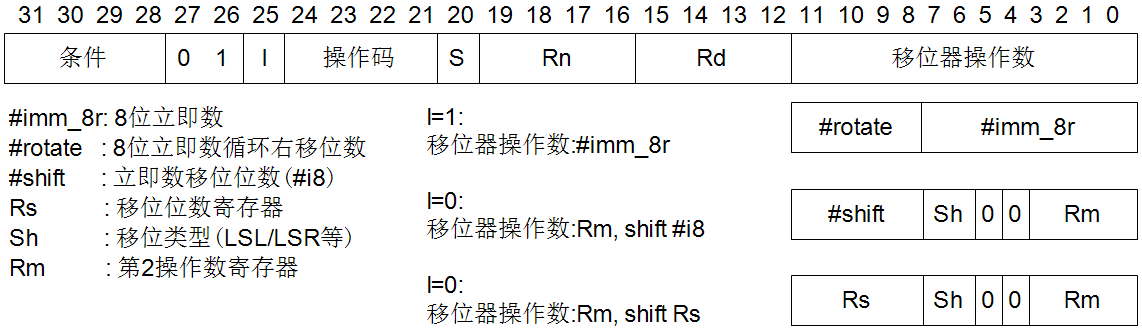 31 30 29 28 27 26 25 24 23 22 21 20 19 18 17 16 15 14 13 12 11 10 9 8 7 6 5 4 3 2 1 0
条件 0 1 I 操作码 S Rn Rd 移位器操作数
#imm_8r: 8位立即数
#rotate : 8位立即数循环右移位数
#shift : 立即数移位位数(#i8)
Rs : 移位位数寄存器
Sh : 移位类型(LSL/LSR等)
Rm : 第2操作数寄存器
I=1:
移位器操作数:#imm_8r
#rotate #imm_8r
I=0:
移位器操作数:Rm, shift #i8
#shift Sh 0 0 Rm
I=0:
移位器操作数:Rm, shift Rs
Rs Sh 0 0 Rm